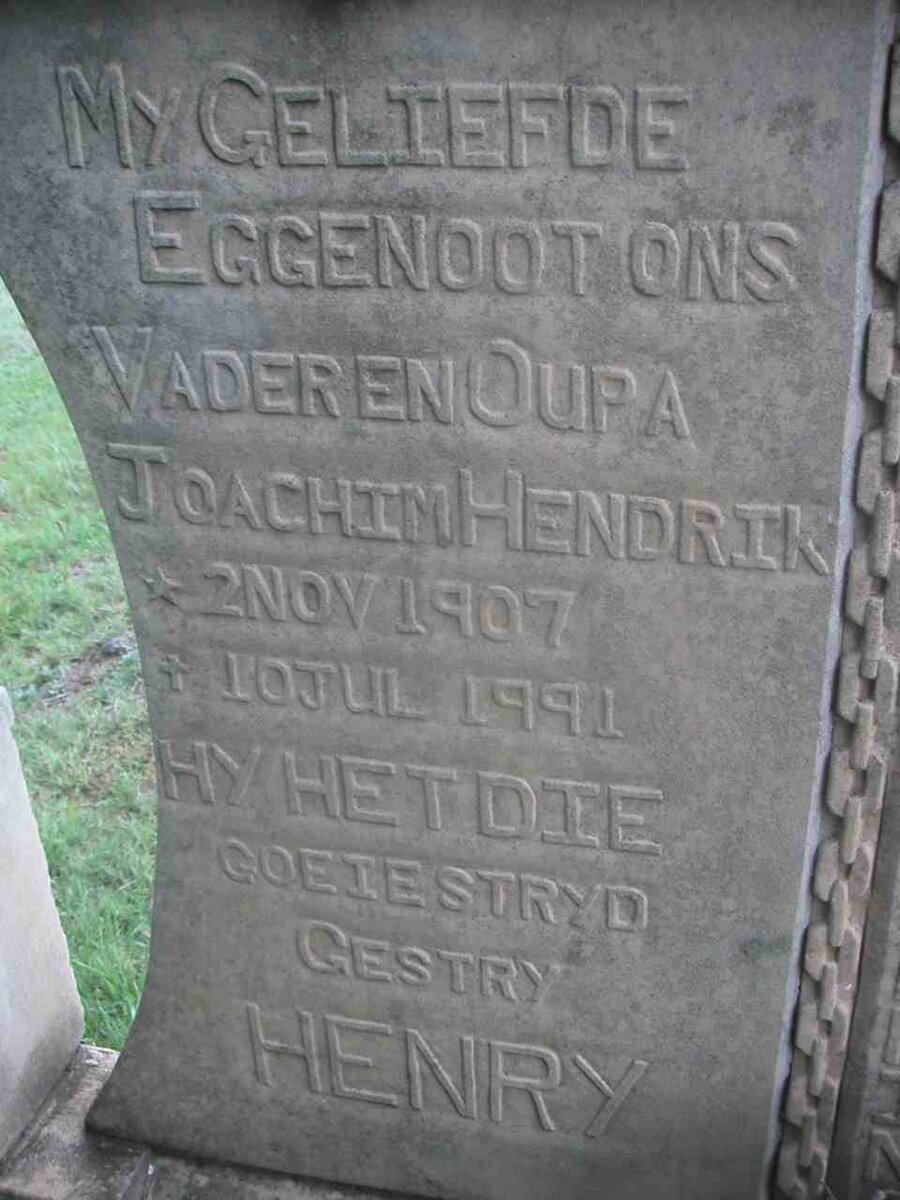 MY GELIEFDE
EGGENOOT ONS
VADER EN OUPA
JOACHIM HENDRIK
★ 2 NOV 1907
✝ 10 JUL 1991
HY HET DIE
GOEIE STRYD
GESTRY
HENRY